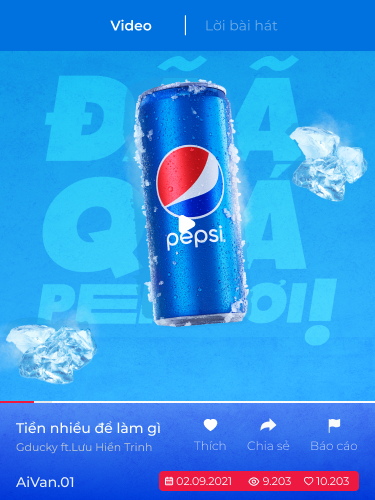 Video
Lời bài hát
ĐÃ
QUÁ
PEPSI ƠI!
pepsi
Tiền nhiều để làm gì
Gducky ft.Lưu Hiền Trinh
Thích
Chia sẻ
Báo cáo
AiVan.01
02.09.2021
9.203
10.203